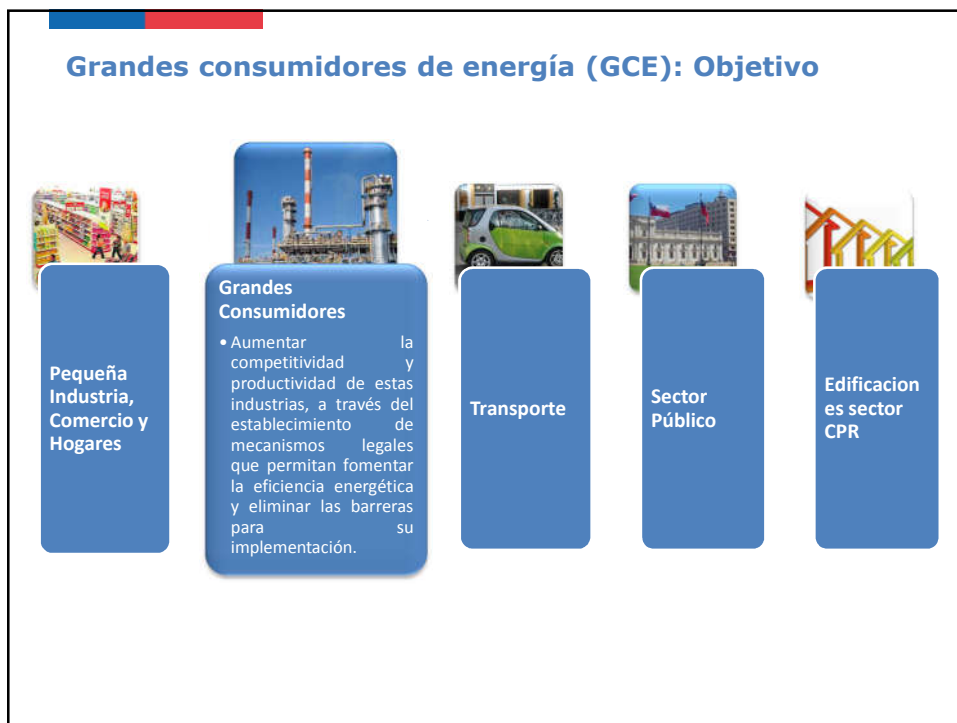 Grandes consumidores de energía (GCE): Objetivo
Pequeña
Industria,
Comercio y
Hogares
Grandes
Consumidores
• Aumentar la
competitividad y
productividad de estas
industrias, a través del
establecimiento de
mecanismos legales
que permitan fomentar
la eficiencia energética
y eliminar las barreras
para su
implementación.
Transporte
Sector
Público
Edificacion
es sector
CPR